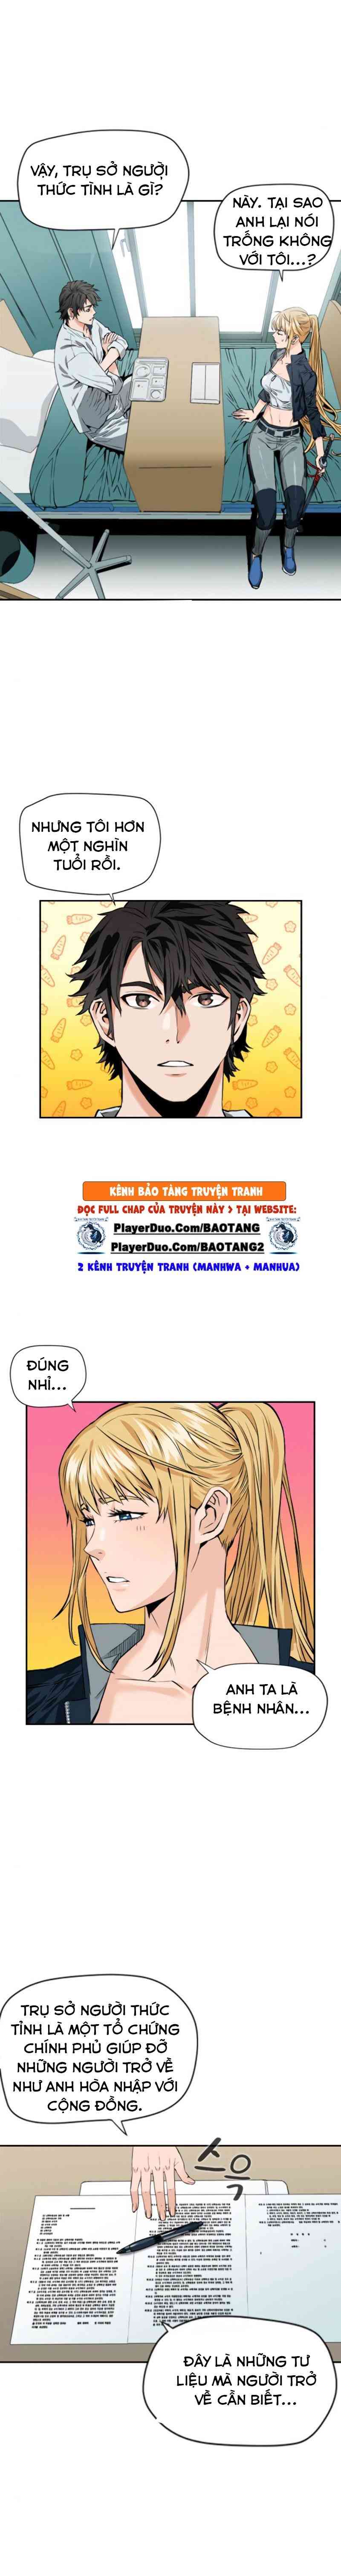 VẬY, TRỤ SỞ NGƯỜI
THỨC TÌNH LÀ GÌ?
NÀY. TẠI SAO
ANH LẠI NÓI
TRỐNG KHÔNG
VỚI TÔI...?
NHƯNG TÔI HƠN
MỘT NGHÌN
TUỔI RỒI.
KÊNH BẢO TÀNG TRUYỆN TRANH
ĐỌC FULL CHAP CỦA TRUYỆN NÀY > TẠI WEBSITE:
PlayerDuo.Com/BAOTANG
PlayerDuo.Com/BAOTANG2
2 KÊNH TRUYỆN TRANH (MANHWA + MANHUA)
ĐÚNG
NHỈ...
ANH TA LÀ
BỆNH NHÂN...
TRỤ SỞ NGƯỜI THỨC
TỈNH LÀ MỘT TỔ CHỨNG
CHÍNH PHỦ GIÚP ĐỠ
NHỮNG NGƯỜI TRỞ VỀ
NHƯ ANH HÒA NHẬP VỚI
CỘNG ĐỒNG.
스윽
ĐÂY LÀ NHỮNG TƯ
LIỆU MÀ NGƯỜI TRỞ
VỀ CẦN BIẾT...